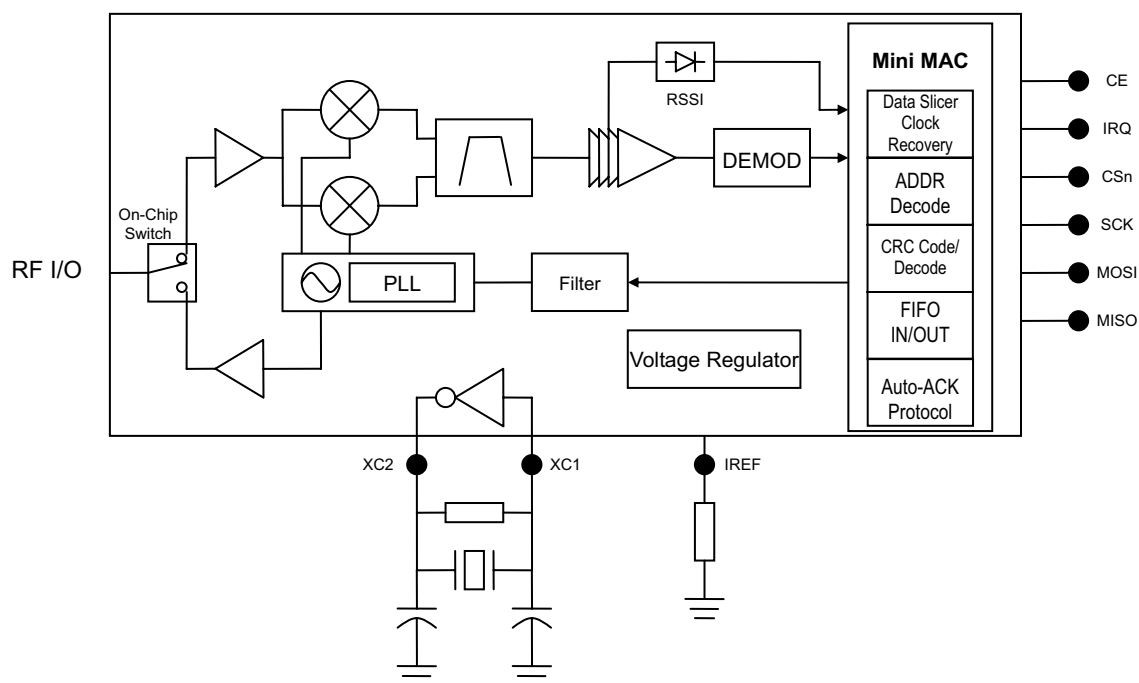 Mini MAC
RSSI
Data Slicer
Clock
Recovery
CE
IRQ
DEMOD
ADDR
Decode
CSn
On-Chip
Switch
SCK
CRC Code/
Decode
RF I/O
PLL
Filter
MOSI
FIFO
IN/OUT
MISO
Voltage Regulator
Auto-ACK
Protocol
XC2
XC1
IREF